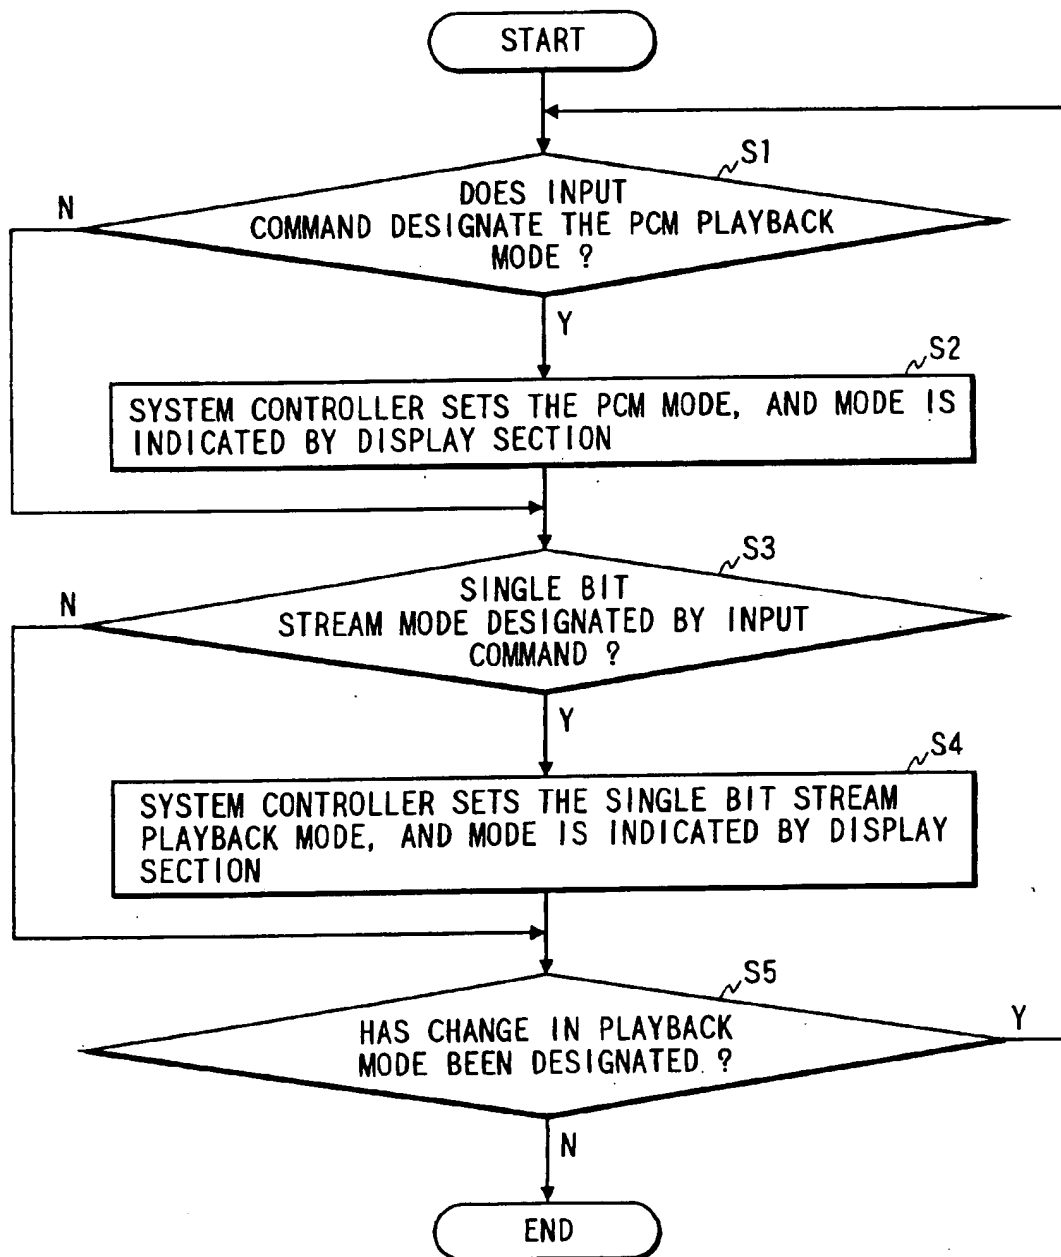 START
S1
N
DOES INPUT
COMMAND DESIGNATE THE PCM PLAYBACK
MODE ?
Y
S2
SYSTEM CONTROLLER SETS THE PCM MODE, AND MODE IS
INDICATED BY DISPLAY SECTION
S3
N
SINGLE BIT
STREAM MODE DESIGNATED BY INPUT
COMMAND ?
Y
S4
SYSTEM CONTROLLER SETS THE SINGLE BIT STREAM
PLAYBACK MODE, AND MODE IS INDICATED BY DISPLAY
SECTION
S5
HAS CHANGE IN PLAYBACK
MODE BEEN DESIGNATED ?
Y
N
END